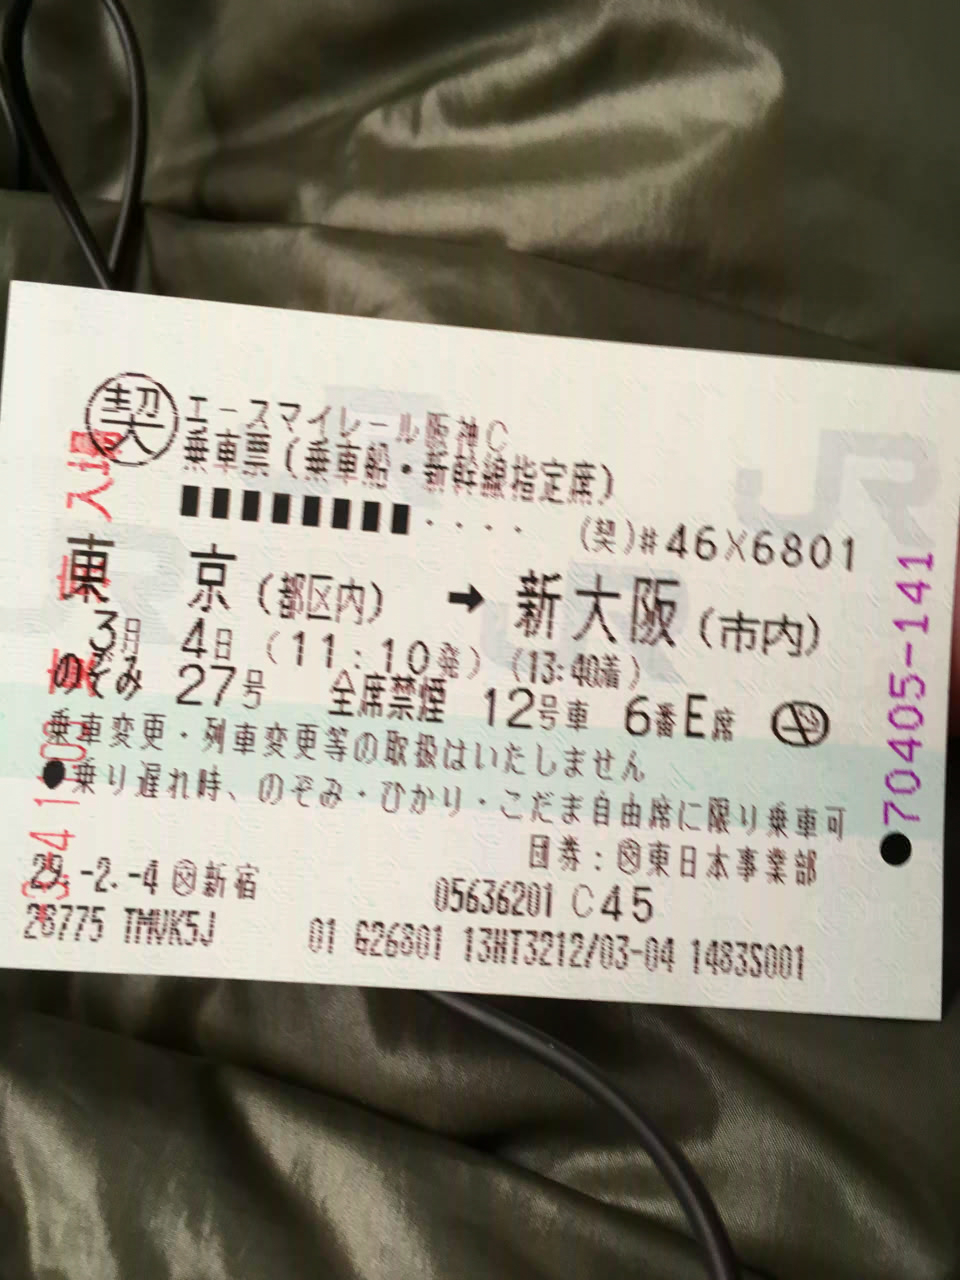 契 エースマイレール阪神C
乗車票(乗車船・新幹線指定席)
(契)#46X6801
東 京(都区内) ➡ 新大阪(市内)
3月 4日 (11:10発) (13:40着)
のぞみ 27号 全席禁煙 12号車 6番E席
乗車変更・列車変更等の取扱はいたしません
乗り遅れ時、のぞみ・ひかり・こだま自由席に限り乗車可
団券:東日本事業部
29.-2.-4 新宿 05636201 C45
26775 TMVK5J 01 G26801 13HT3212/03-04 1483S001
70405-141
入場